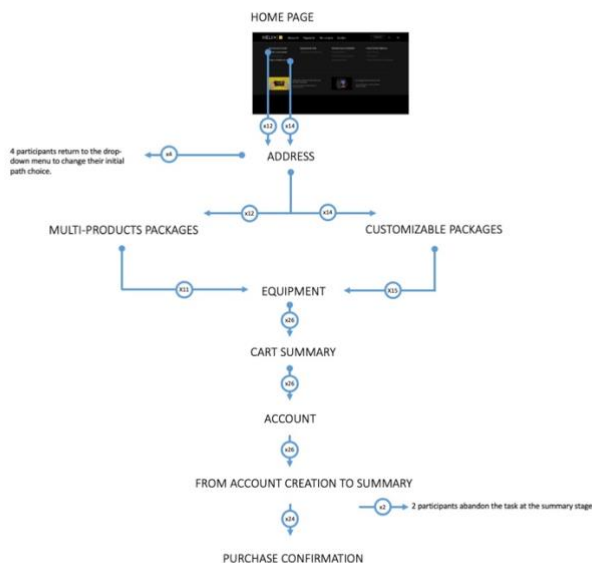 HOME PAGE
x12
x14
4 participants return to the drop-
down menu to change their initial
path choice.
x4
ADDRESS
x12
x14
MULTI-PRODUCTS PACKAGES
CUSTOMIZABLE PACKAGES
X11
EQUIPMENT
X15
x26
CART SUMMARY
x26
ACCOUNT
x26
FROM ACCOUNT CREATION TO SUMMARY
x2
2 participants abandon the task at the summary stage
x24
PURCHASE CONFIRMATION